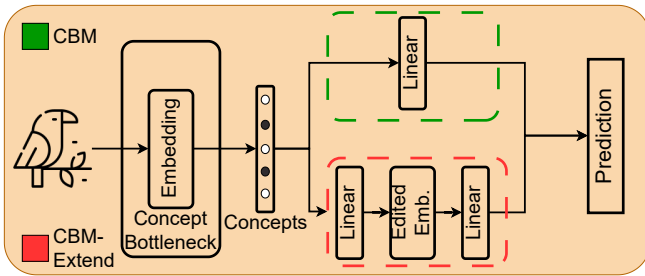 CBM
Embedding
Concept
Bottleneck
Concepts
Linear
Linear
Edited
Emb.
Linear
Prediction
CBM-
Extend